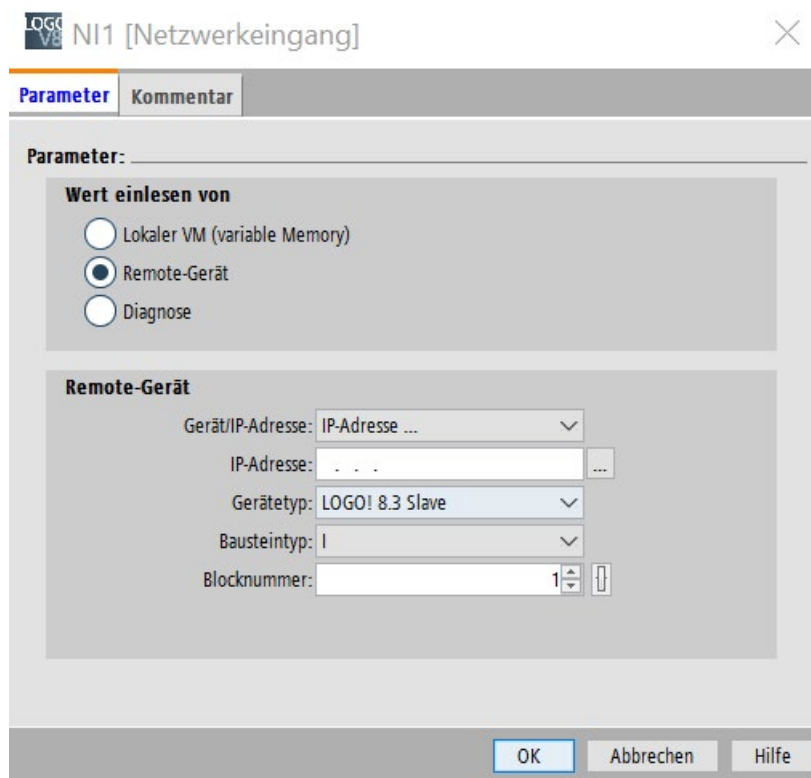 LOGO V8 NI1 [Netzwerkeingang]
Parameter Kommentar
Parameter:
Wert einlesen von
Lokaler VM (variable Memory)
Remote-Gerät
Diagnose
Remote-Gerät
Gerät/IP-Adresse: IP-Adresse ...
IP-Adresse: . . . ...
Gerätetyp: LOGO! 8.3 Slave
Bausteintyp: I
Blocknummer: 1
OK Abbrechen Hilfe